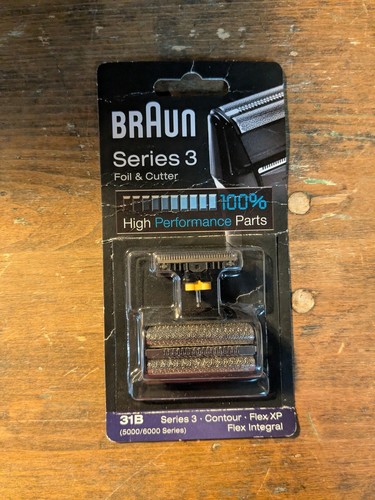 BRAUN
Series 3
Foil & Cutter
100%
High Performance Parts
31B
(5000/6000 Series)
Series 3 · Contour · Flex XP
Flex Integral